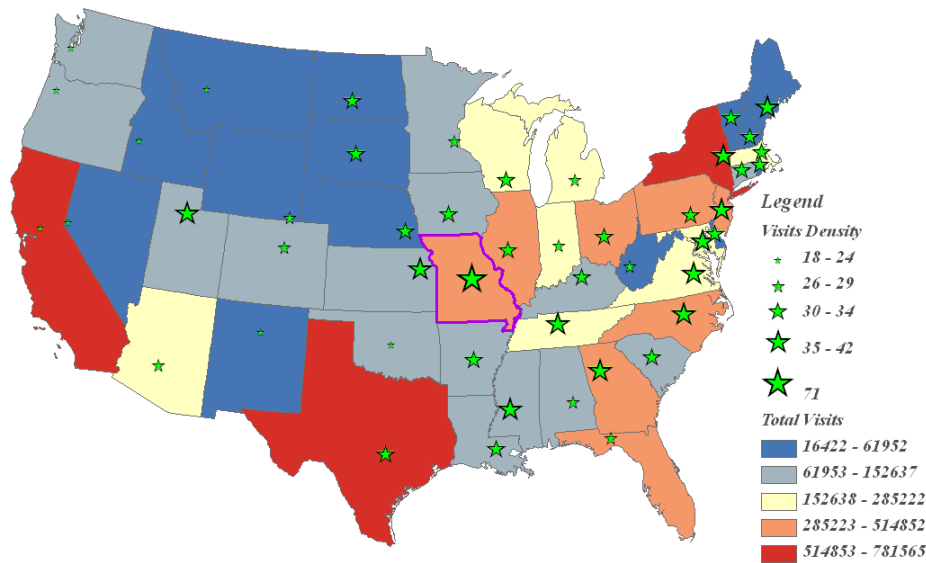 Legend
Visits Density
18 - 24
26 - 29
30 - 34
35 - 42
71
Total Visits
16422 - 61952
61953 - 152637
152638 - 285222
285223 - 514852
514853 - 781565